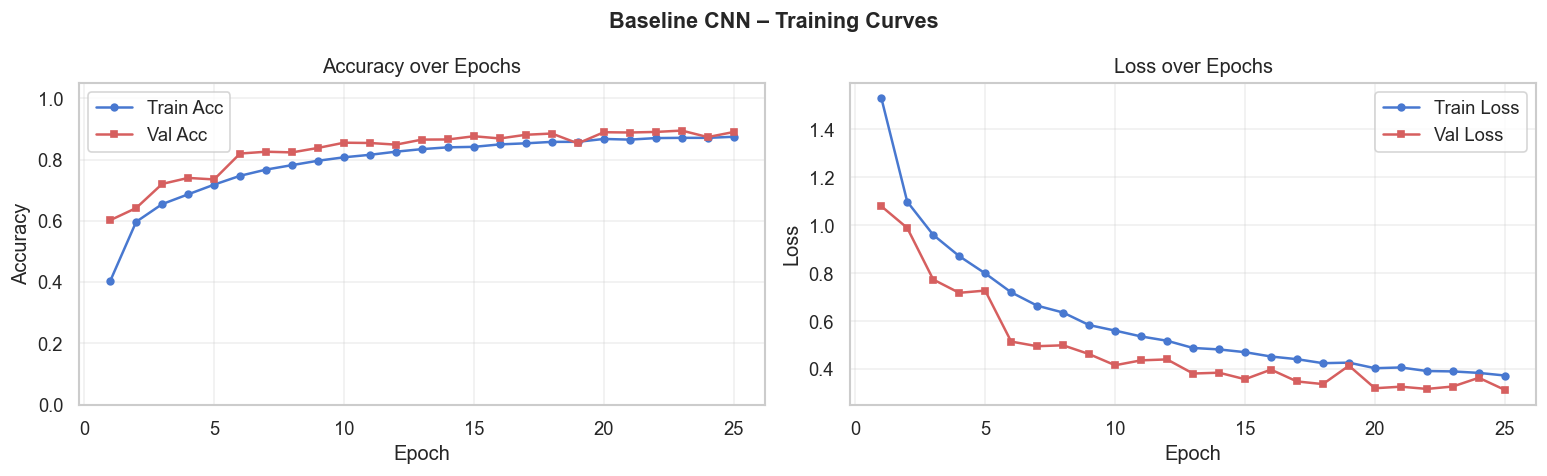 Baseline CNN – Training Curves
Accuracy over Epochs
Train Acc
Val Acc
1.0
0.8
0.6
0.4
0.2
0.0
Accuracy
0 5 10 15 20 25
Epoch
Loss over Epochs
Train Loss
Val Loss
1.4
1.2
1.0
0.8
0.6
0.4
Loss
0 5 10 15 20 25
Epoch